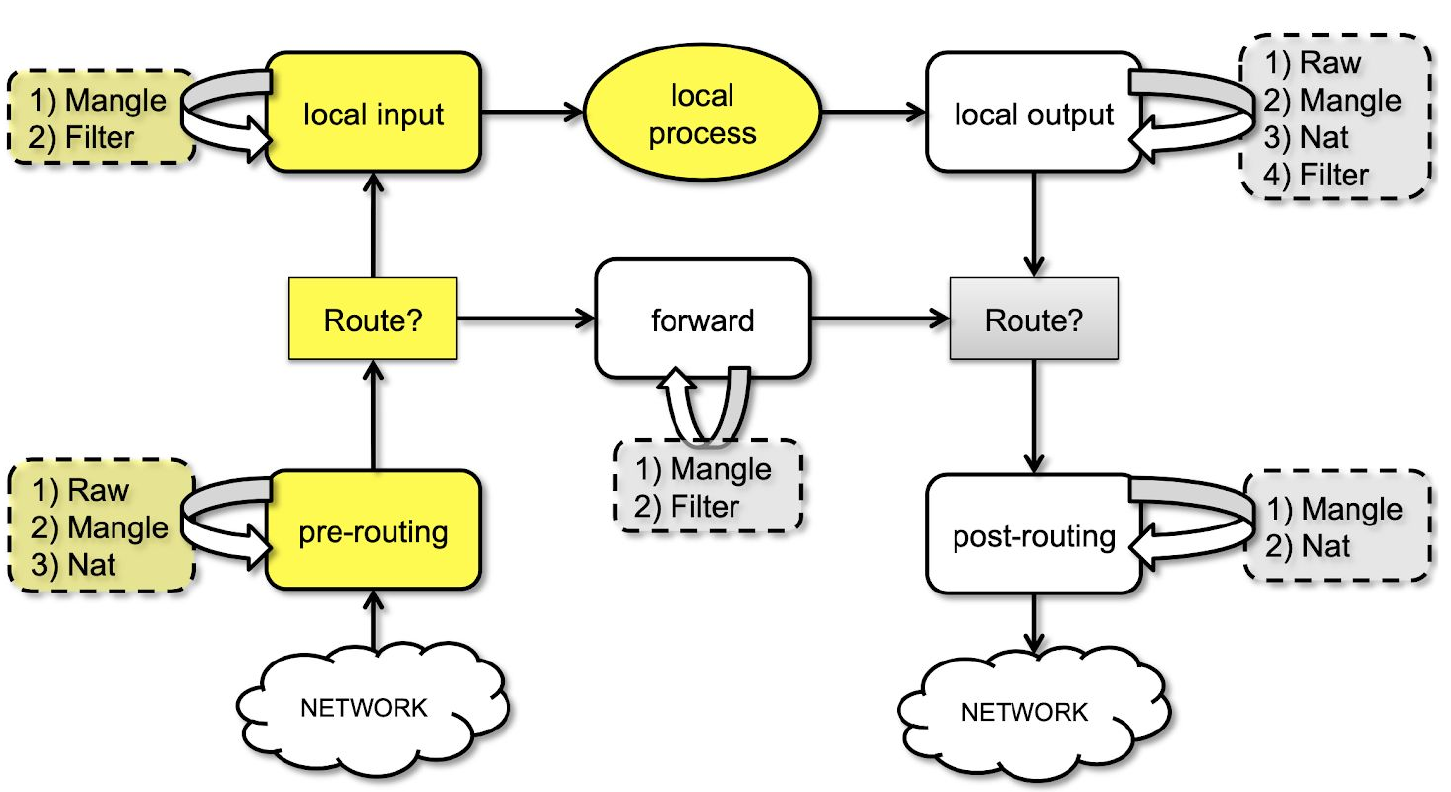 1) Mangle
2) Filter
local input
local
process
local output
1) Raw
2) Mangle
3) Nat
4) Filter
Route?
forward
Route?
1) Mangle
2) Filter
1) Raw
2) Mangle
3) Nat
pre-routing
post-routing
1) Mangle
2) Nat
NETWORK
NETWORK